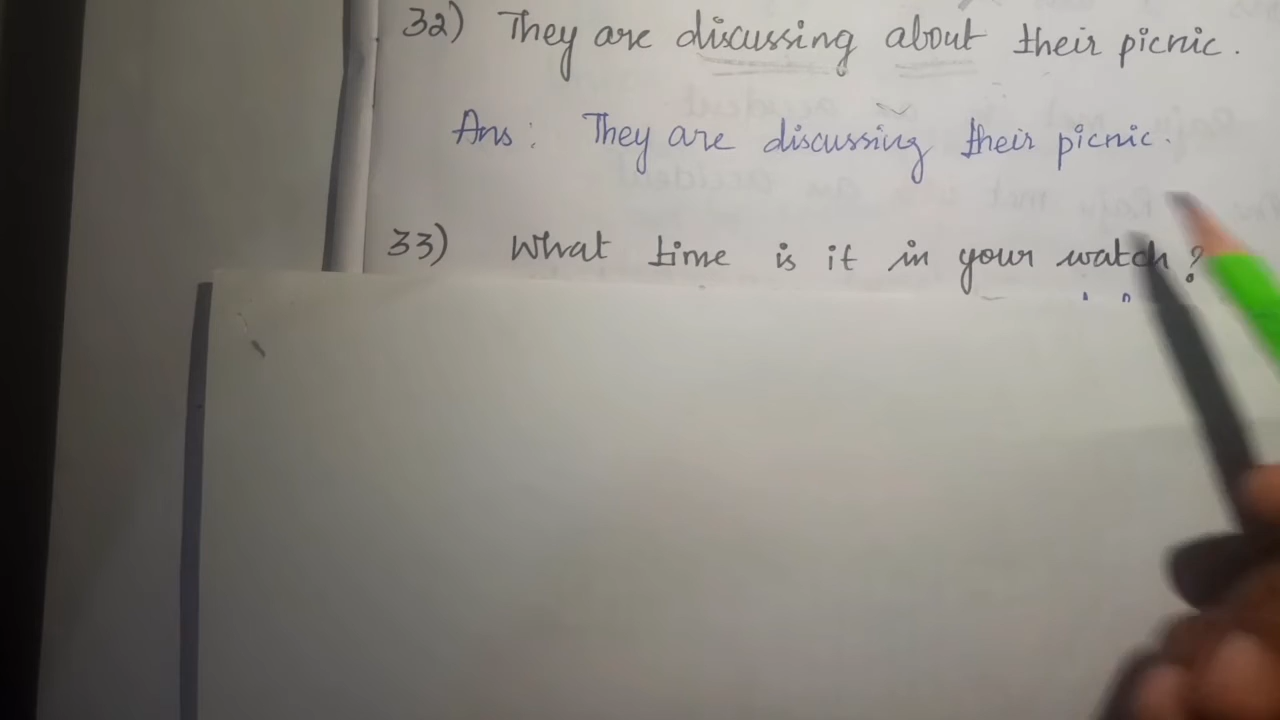 32) They are discussing about their picnic.
Ans: They are discussing their picnic.
33) What time is it in your watch?